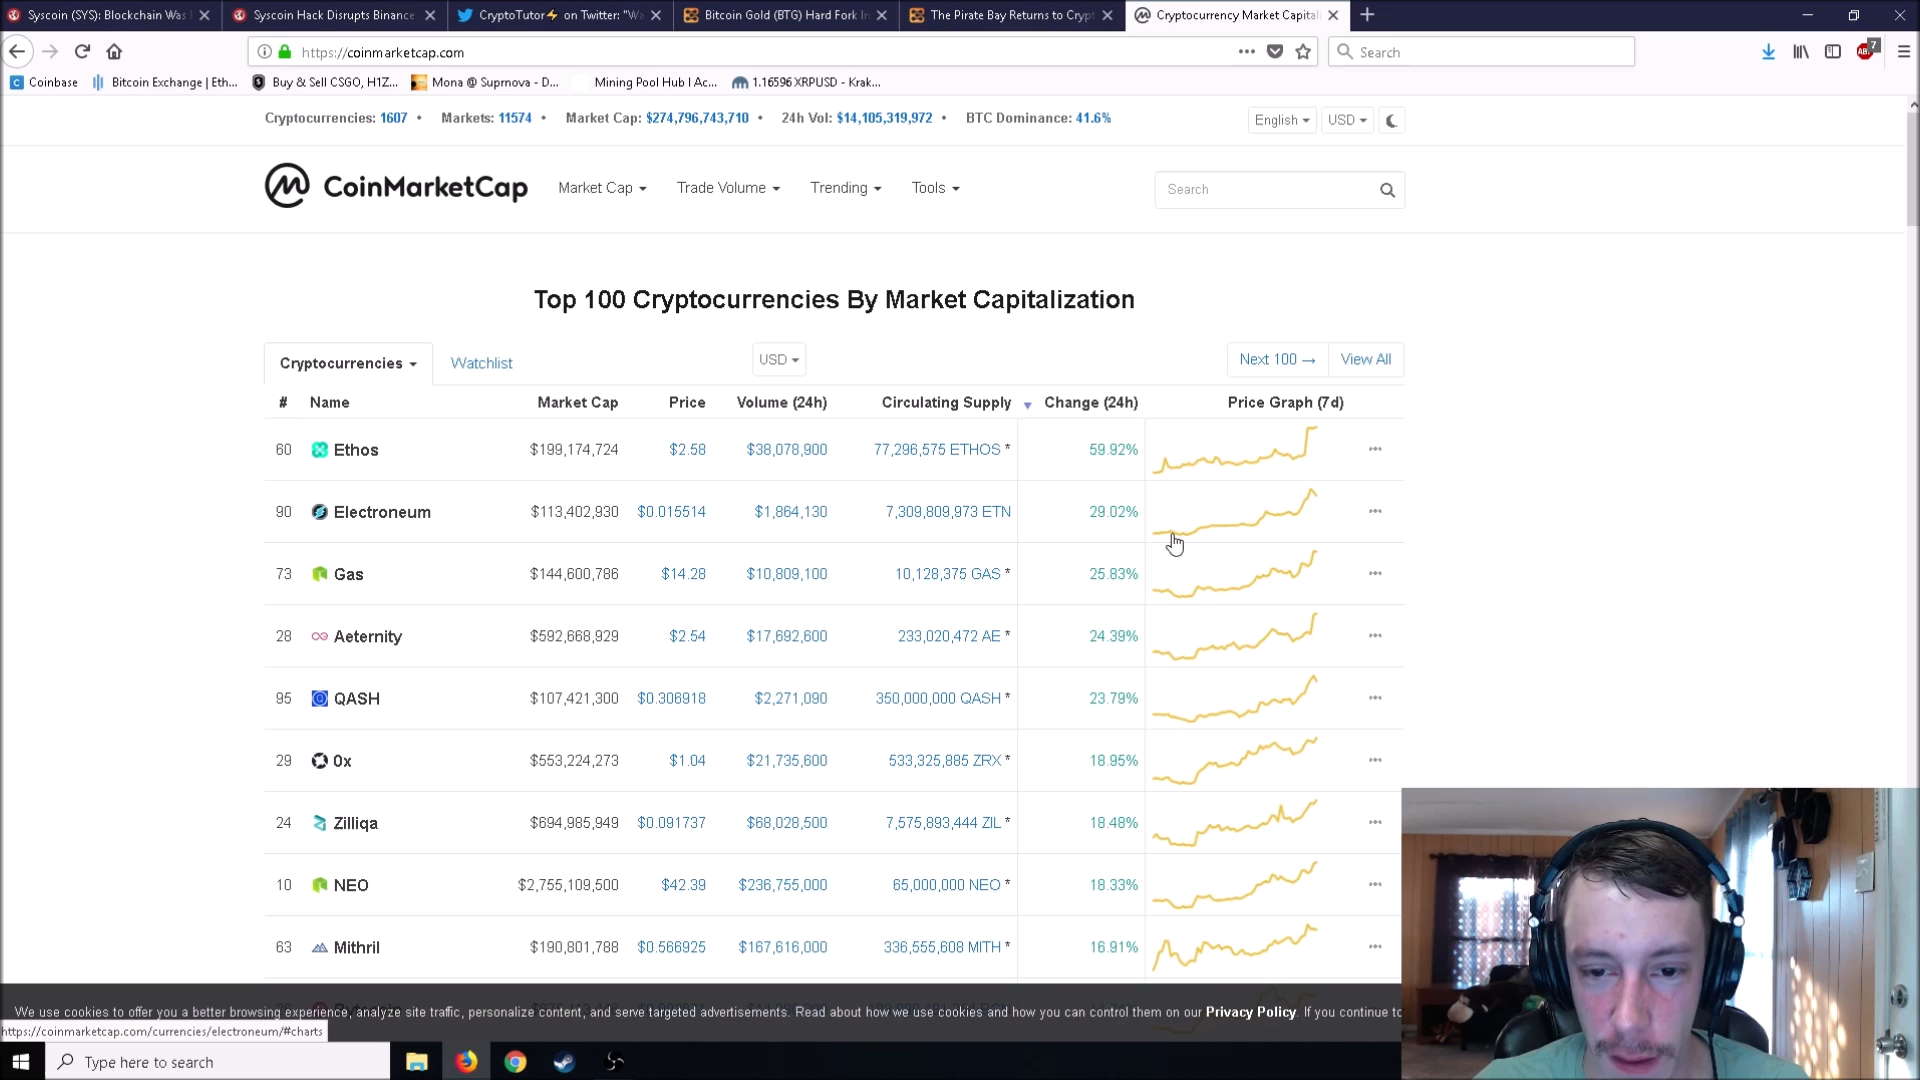 Syscoin (SYS): Blockchain Was
Syscoin Hack Disrupts Binance
CryptoTutor⚡ on Twitter: "Wa
Bitcoin Gold (BTG) Hard Fork In
The Pirate Bay Returns to Crypt
Cryptocurrency Market Capitali
https://coinmarketcap.com
Search
7
Coinbase
Bitcoin Exchange | Eth...
Buy & Sell CSGO, H1Z...
Mona @ Suprnova - D...
Mining Pool Hub | Ac...
1.16596 XRPUSD - Krak...
Cryptocurrencies: 1607 • Markets: 11574 • Market Cap: $274,796,743,710 • 24h Vol: $14,105,319,972 • BTC Dominance: 41.6%
English USD
CoinMarketCap Market Cap Trade Volume Trending Tools Search
Top 100 Cryptocurrencies By Market Capitalization
Cryptocurrencies Watchlist USD Next 100 → View All
# Name Market Cap Price Volume (24h) Circulating Supply Change (24h) Price Graph (7d)
60 Ethos $199,174,724 $2.58 $38,078,900 77,296,575 ETHOS * 59.92%
90 Electroneum $113,402,930 $0.015514 $1,864,130 7,309,809,973 ETN 29.02%
73 Gas $144,600,786 $14.28 $10,809,100 10,128,375 GAS * 25.83%
28 Aeternity $592,668,929 $2.54 $17,692,600 233,020,472 AE * 24.39%
95 QASH $107,421,300 $0.306918 $2,271,090 350,000,000 QASH * 23.79%
29 0x $553,224,273 $1.04 $21,735,600 533,325,885 ZRX * 18.95%
24 Zilliqa $694,985,949 $0.091737 $68,028,500 7,575,893,444 ZIL * 18.48%
10 NEO $2,755,109,500 $42.39 $236,755,000 65,000,000 NEO * 18.33%
63 Mithril $190,801,788 $0.566925 $167,616,000 336,555,608 MITH * 16.91%
We use cookies to offer you a better browsing experience, analyze site traffic, personalize content, and serve targeted advertisements. Read about how we use cookies and how you can control them on our Privacy Policy. If you continue to
https://coinmarketcap.com/currencies/electroneum/#charts
Type here to search